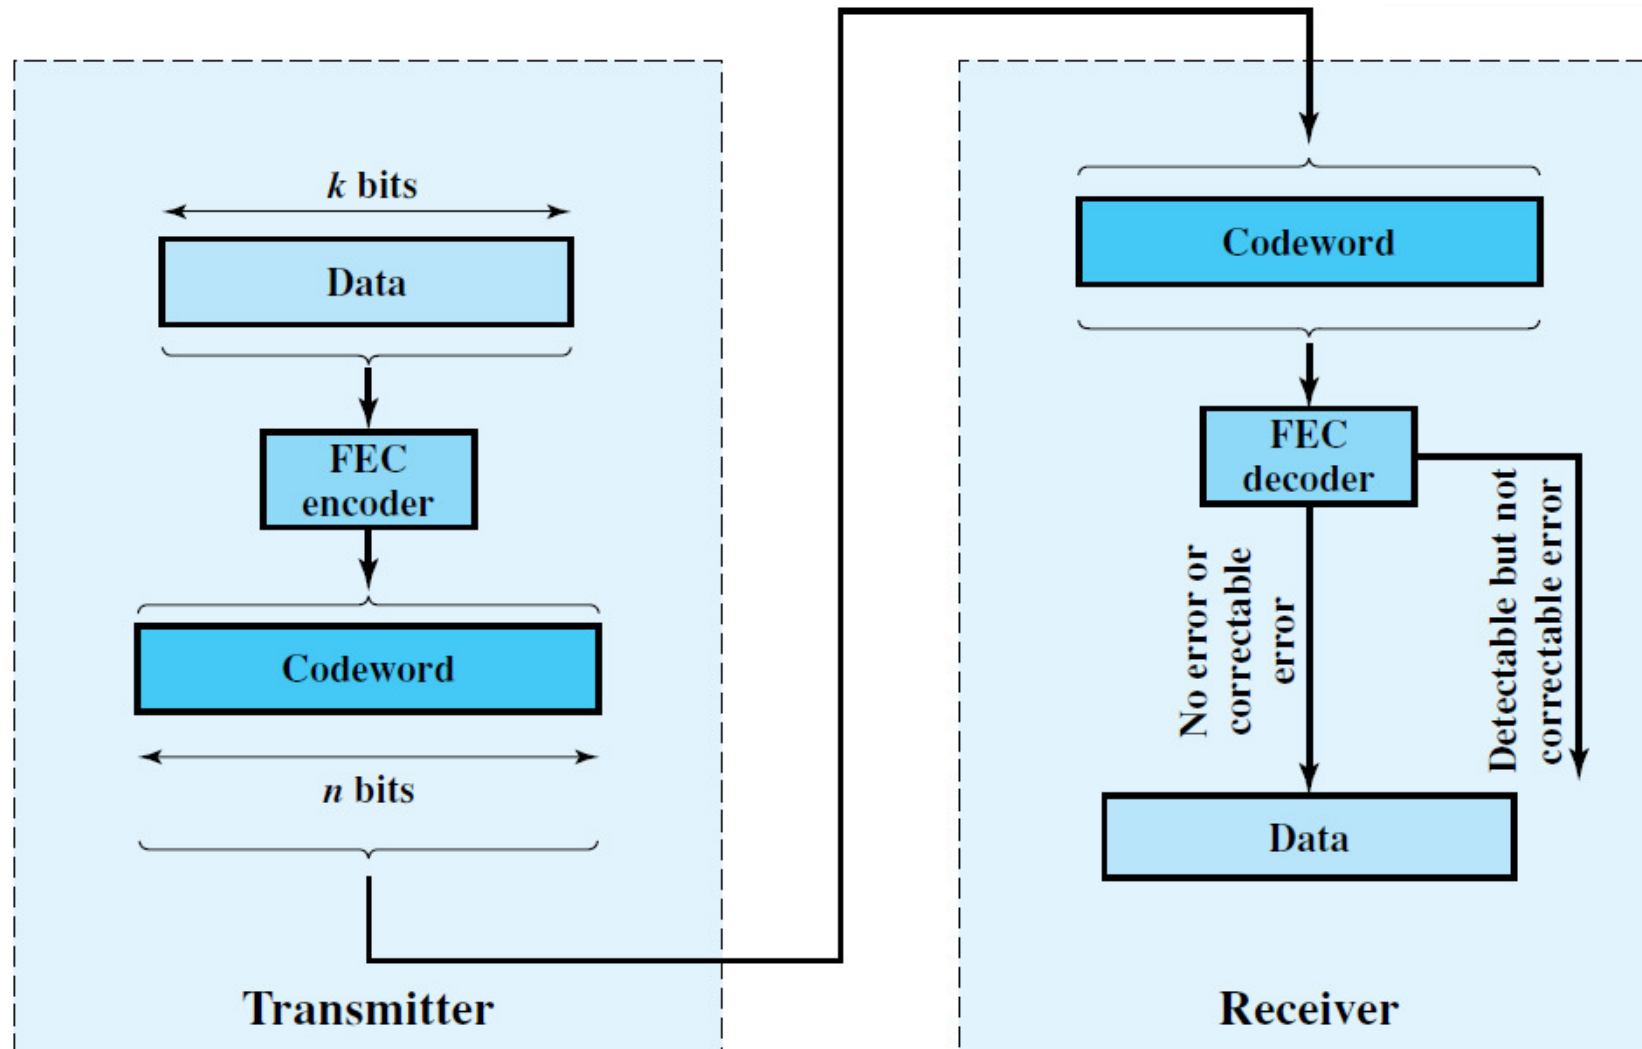 k bits
Data
FEC
encoder
Codeword
n bits
Transmitter
Codeword
FEC
decoder
No error or
correctable
error
Detectable but not
correctable error
Data
Receiver